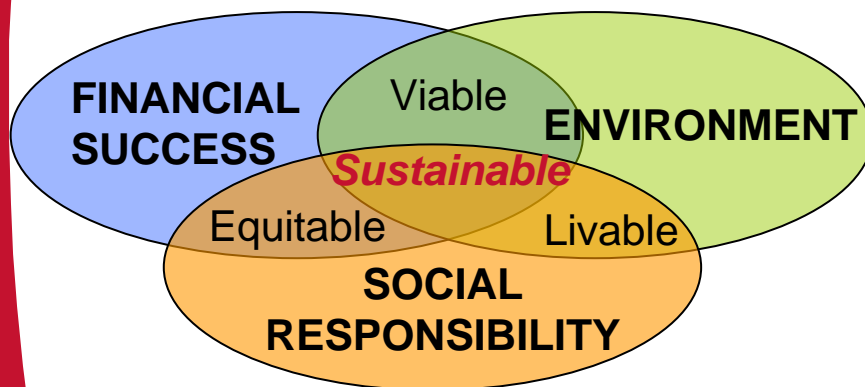 FINANCIAL
SUCCESS
Viable
ENVIRONMENT
Sustainable
Equitable
Livable
SOCIAL
RESPONSIBILITY